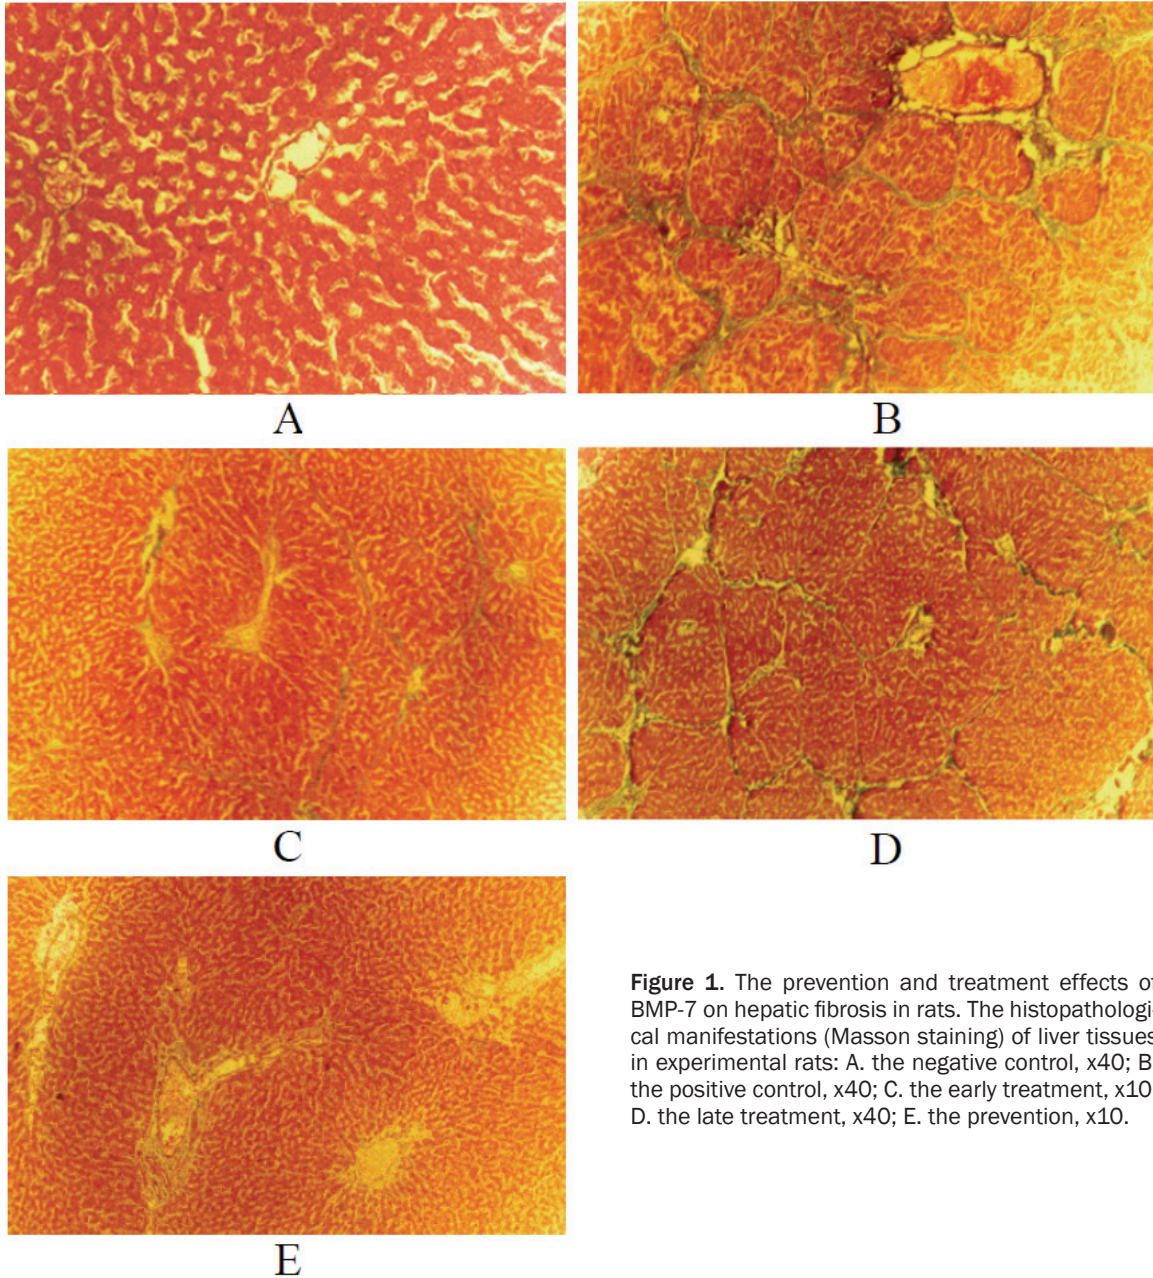 A
B
C
D
E
Figure 1. The prevention and treatment effects of
BMP-7 on hepatic fibrosis in rats. The histopathologi-
cal manifestations (Masson staining) of liver tissues
in experimental rats: A. the negative control, x40; B
the positive control, x40; C. the early treatment, x10
D. the late treatment, x40; E. the prevention, x10.